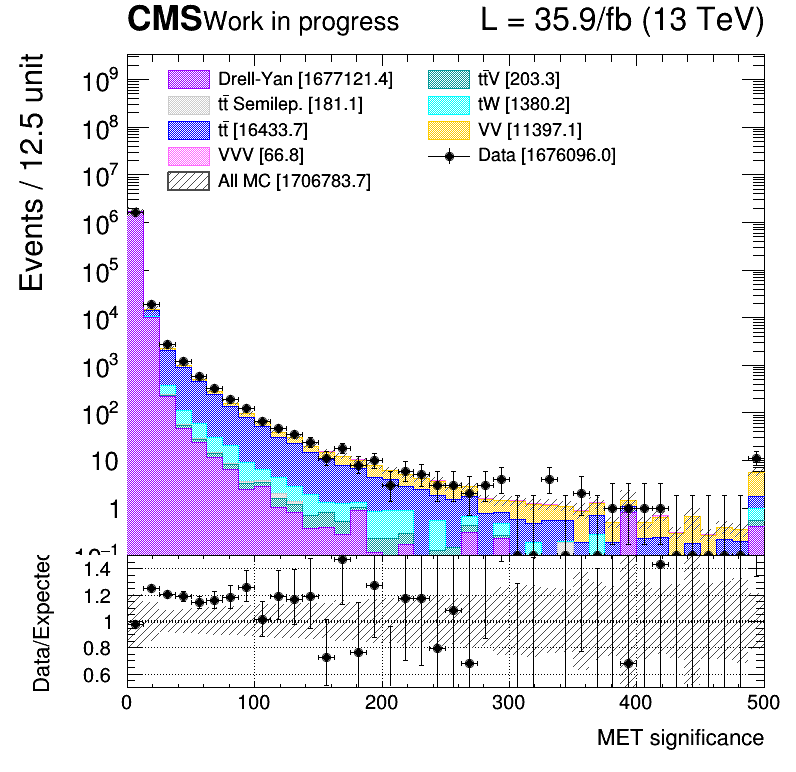 CMS Work in progress L = 35.9/fb (13 TeV)
Events / 12.5 unit
Drell-Yan [1677121.4] tt̄V [203.3]
tt̄ Semilep. [181.1] tW [1380.2]
tt̄ [16433.7] VV [11397.1]
VVV [66.8] Data [1676096.0]
All MC [1706783.7]
10⁹
10⁸
10⁷
10⁶
10⁵
10⁴
10³
10²
10
1
10⁻¹
Data/Expected
1.4
1.2
1
0.8
0.6
0 100 200 300 400 500
MET significance